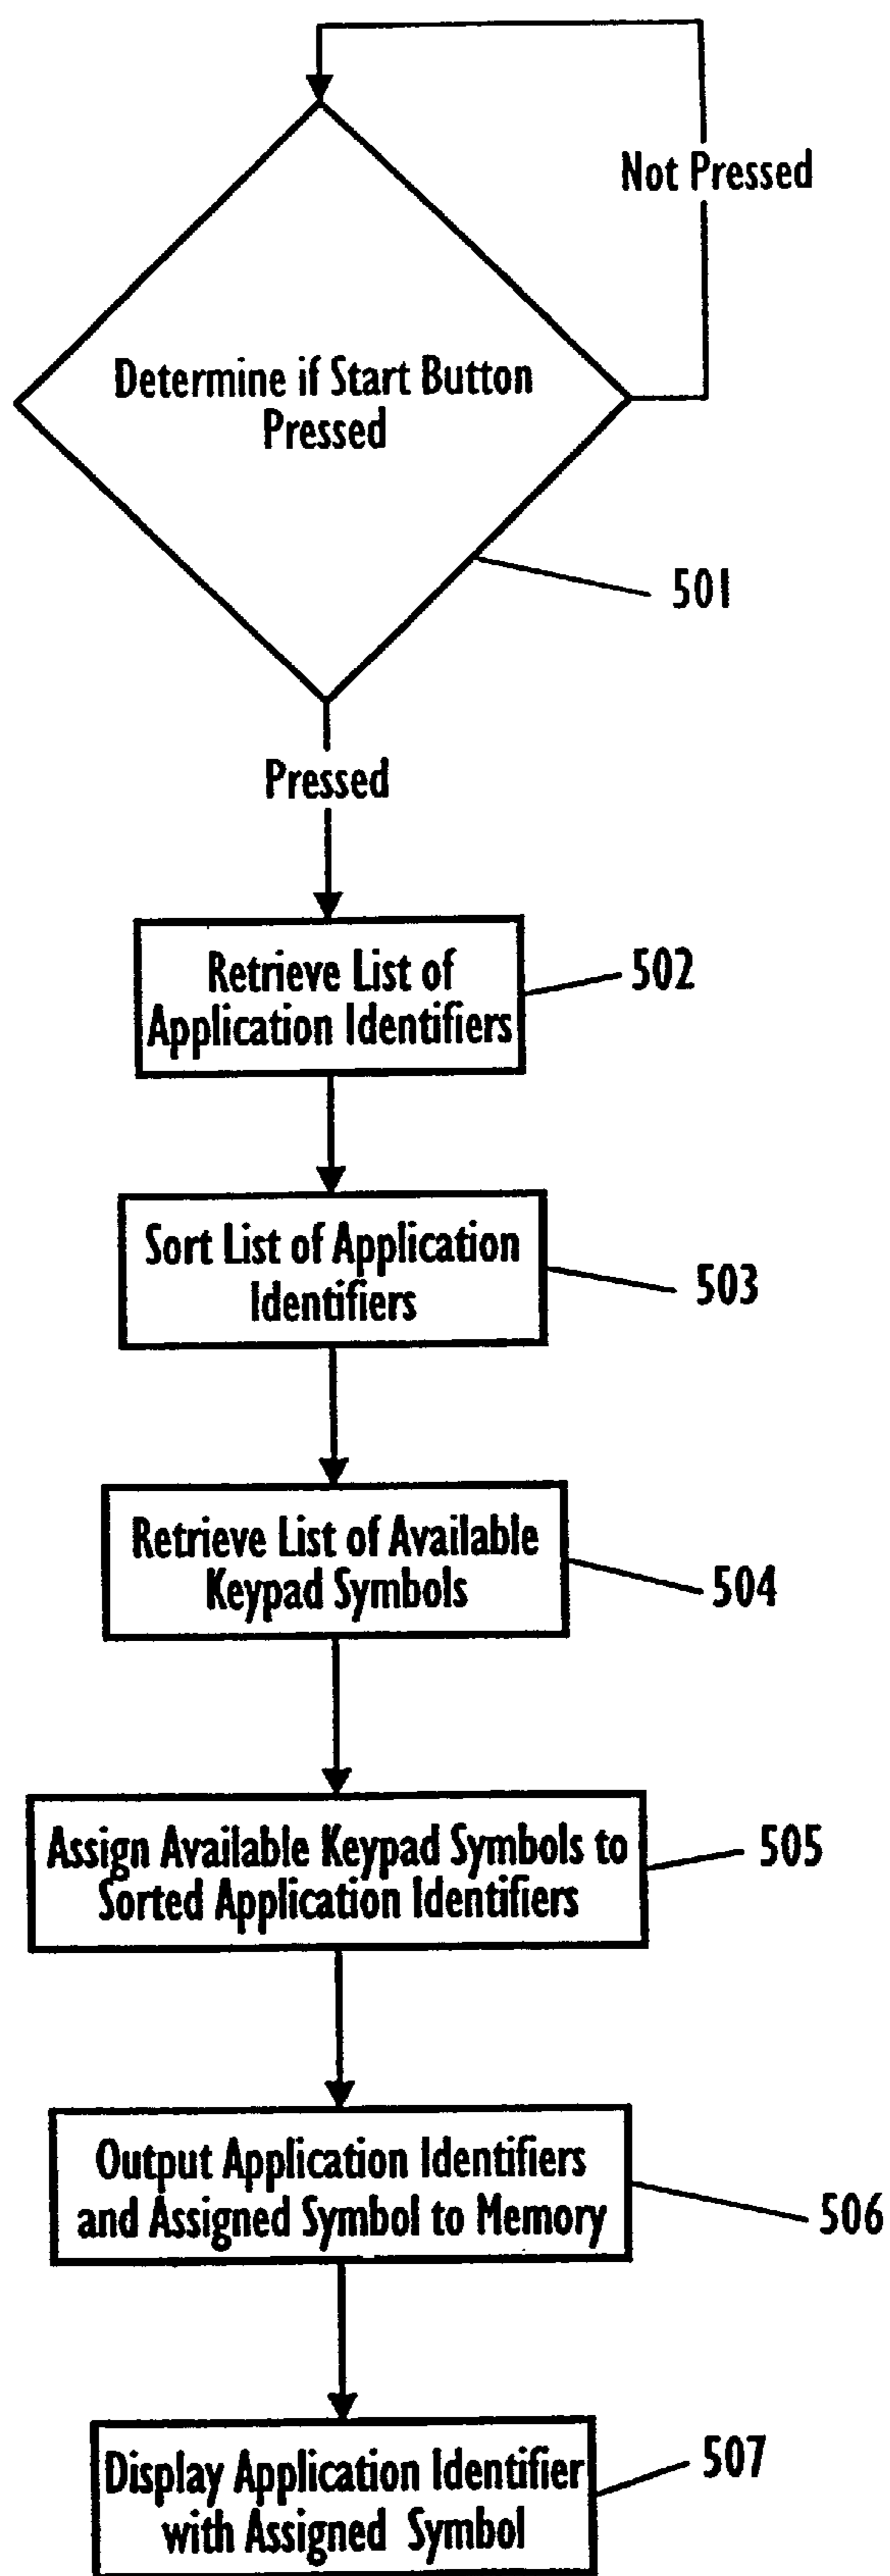 Not Pressed
Determine if Start Button
Pressed
501
Pressed
Retrieve List of
Application Identifiers
502
Sort List of Application
Identifiers
503
Retrieve List of Available
Keypad Symbols
504
Assign Available Keypad Symbols to
Sorted Application Identifiers
505
Output Application Identifiers
and Assigned Symbol to Memory
506
Display Application Identifier
with Assigned Symbol
507